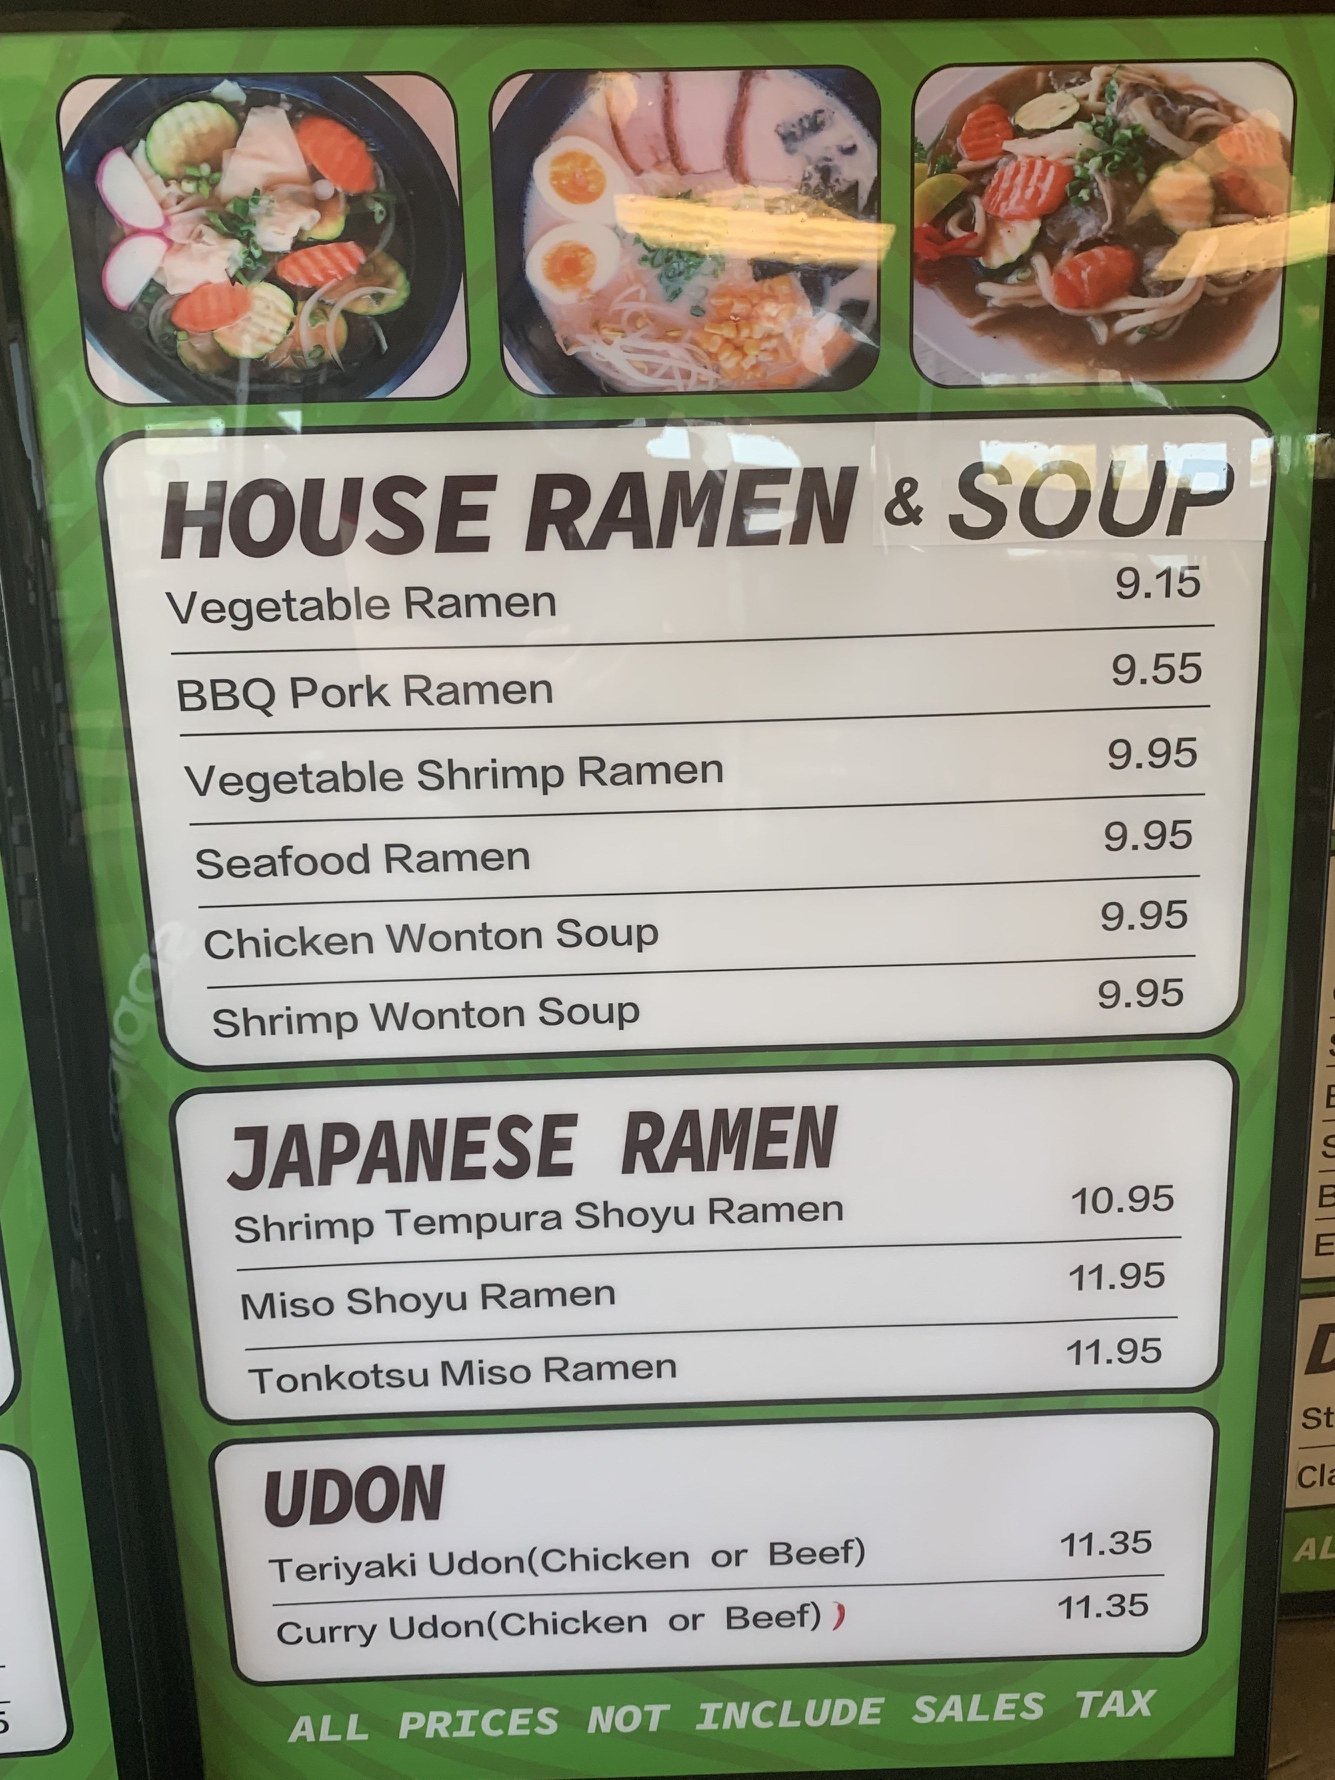 HOUSE RAMEN & SOUP
Vegetable Ramen 9.15
BBQ Pork Ramen 9.55
Vegetable Shrimp Ramen 9.95
Seafood Ramen 9.95
Chicken Wonton Soup 9.95
Shrimp Wonton Soup 9.95
JAPANESE RAMEN
Shrimp Tempura Shoyu Ramen 10.95
Miso Shoyu Ramen 11.95
Tonkotsu Miso Ramen 11.95
UDON
Teriyaki Udon(Chicken or Beef) 11.35
Curry Udon(Chicken or Beef) 11.35
ALL PRICES NOT INCLUDE SALES TAX